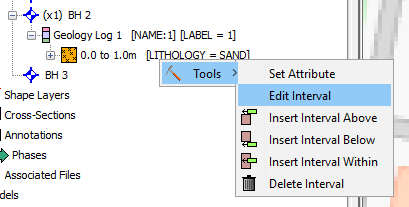 (x1) BH 2
Geology Log 1 [NAME:1] [LABEL = 1]
0.0 to 1.0m [LITHOLOGY = SAND]
BH 3
Tools
Set Attribute
Edit Interval
Insert Interval Above
Insert Interval Below
Insert Interval Within
Delete Interval
Shape Layers
Cross-Sections
Annotations
Phases
Associated Files
dels